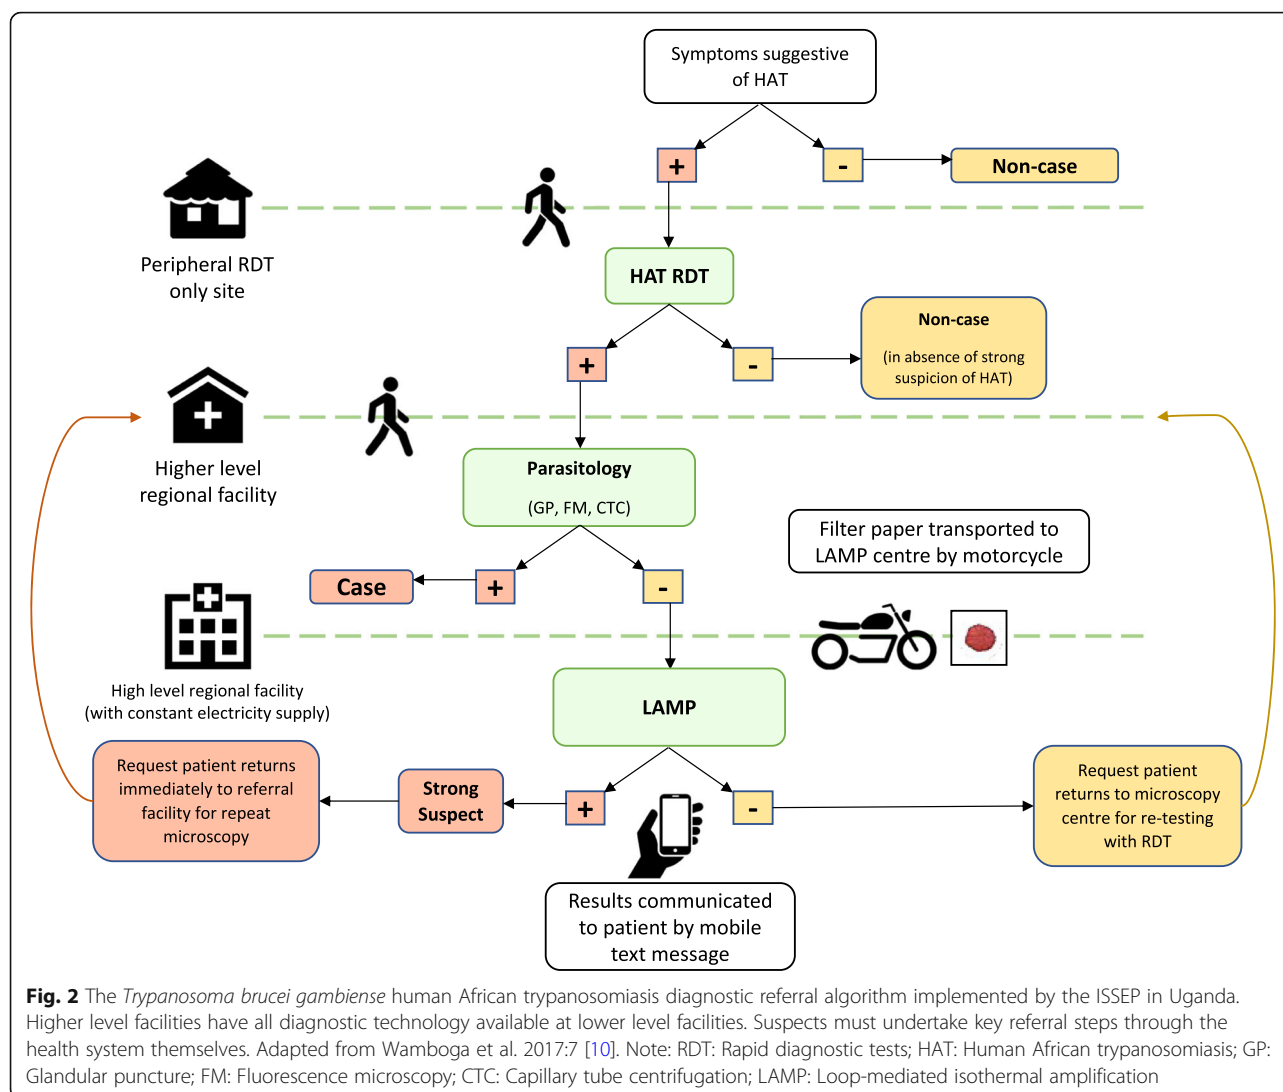 Symptoms suggestive
of HAT
+
-
Non-case
Peripheral RDT
only site
HAT RDT
+
-
Non-case
(in absence of strong
suspicion of HAT)
Higher level
regional facility
Parasitology
(GP, FM, CTC)
Filter paper transported to
LAMP centre by motorcycle
Case
+
-
High level regional facility
(with constant electricity supply)
LAMP
Request patient returns
immediately to referral
facility for repeat
microscopy
Strong
Suspect
+
-
Request patient
returns to microscopy
centre for re-testing
with RDT
Results communicated
to patient by mobile
text message
Fig. 2 The Trypanosoma brucei gambiense human African trypanosomiasis diagnostic referral algorithm implemented by the ISSEP in Uganda.
Higher level facilities have all diagnostic technology available at lower level facilities. Suspects must undertake key referral steps through the
health system themselves. Adapted from Wamboga et al. 2017:7 [10]. Note: RDT: Rapid diagnostic tests; HAT: Human African trypanosomiasis; GP:
Glandular puncture; FM: Fluorescence microscopy; CTC: Capillary tube centrifugation; LAMP: Loop-mediated isothermal amplification